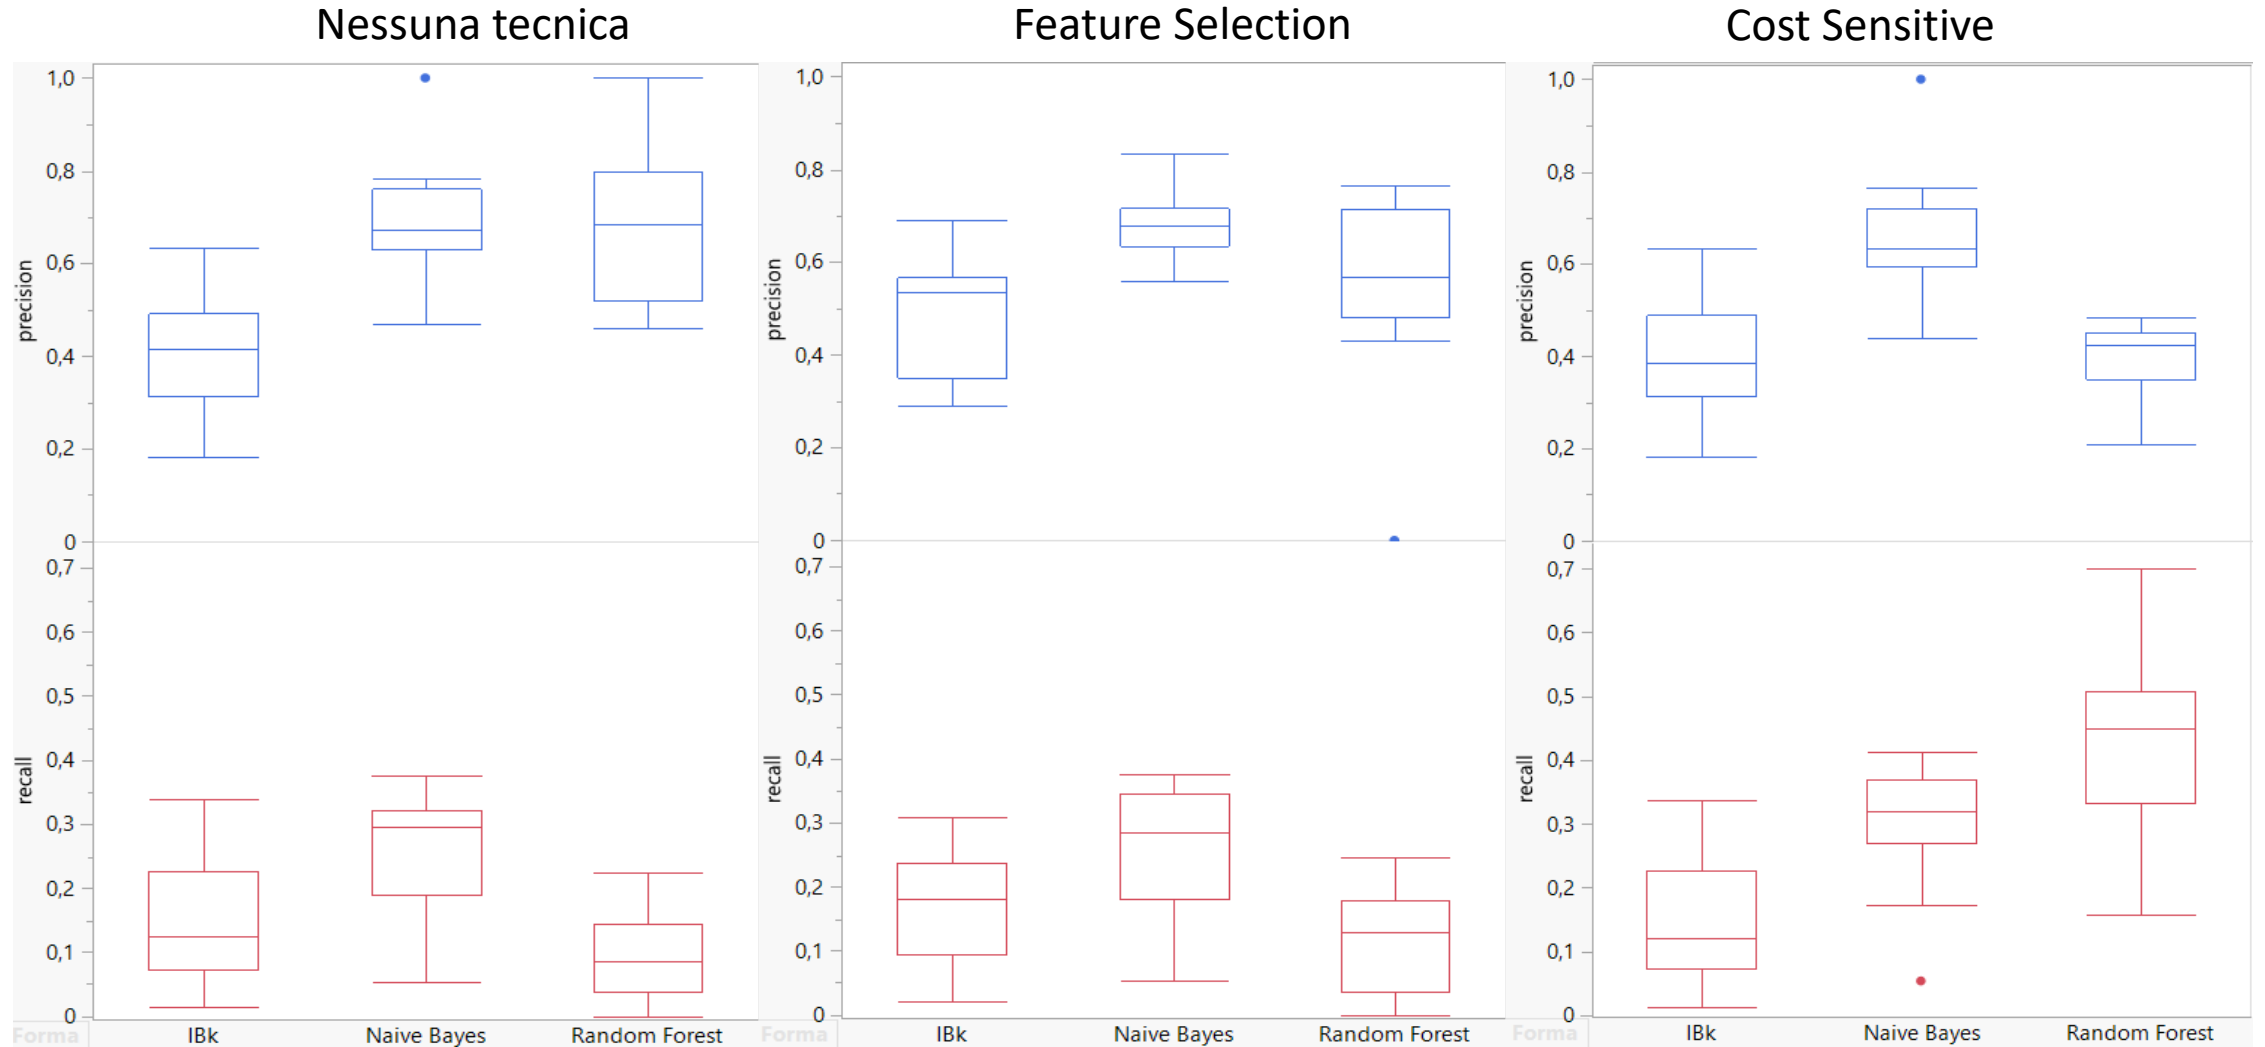 Nessuna tecnica
Feature Selection
Cost Sensitive
1,0
0,8
0,6
0,4
0,2
0
precision
0,7
0,6
0,5
0,4
0,3
0,2
0,1
0
recall
Forma
IBk
Naive Bayes
Random Forest
1,0
0,8
0,6
0,4
0,2
0
precision
0,7
0,6
0,5
0,4
0,3
0,2
0,1
0
recall
Forma
IBk
Naive Bayes
Random Forest
1,0
0,8
0,6
0,4
0,2
0
precision
0,7
0,6
0,5
0,4
0,3
0,2
0,1
0
recall
Forma
IBk
Naive Bayes
Random Forest